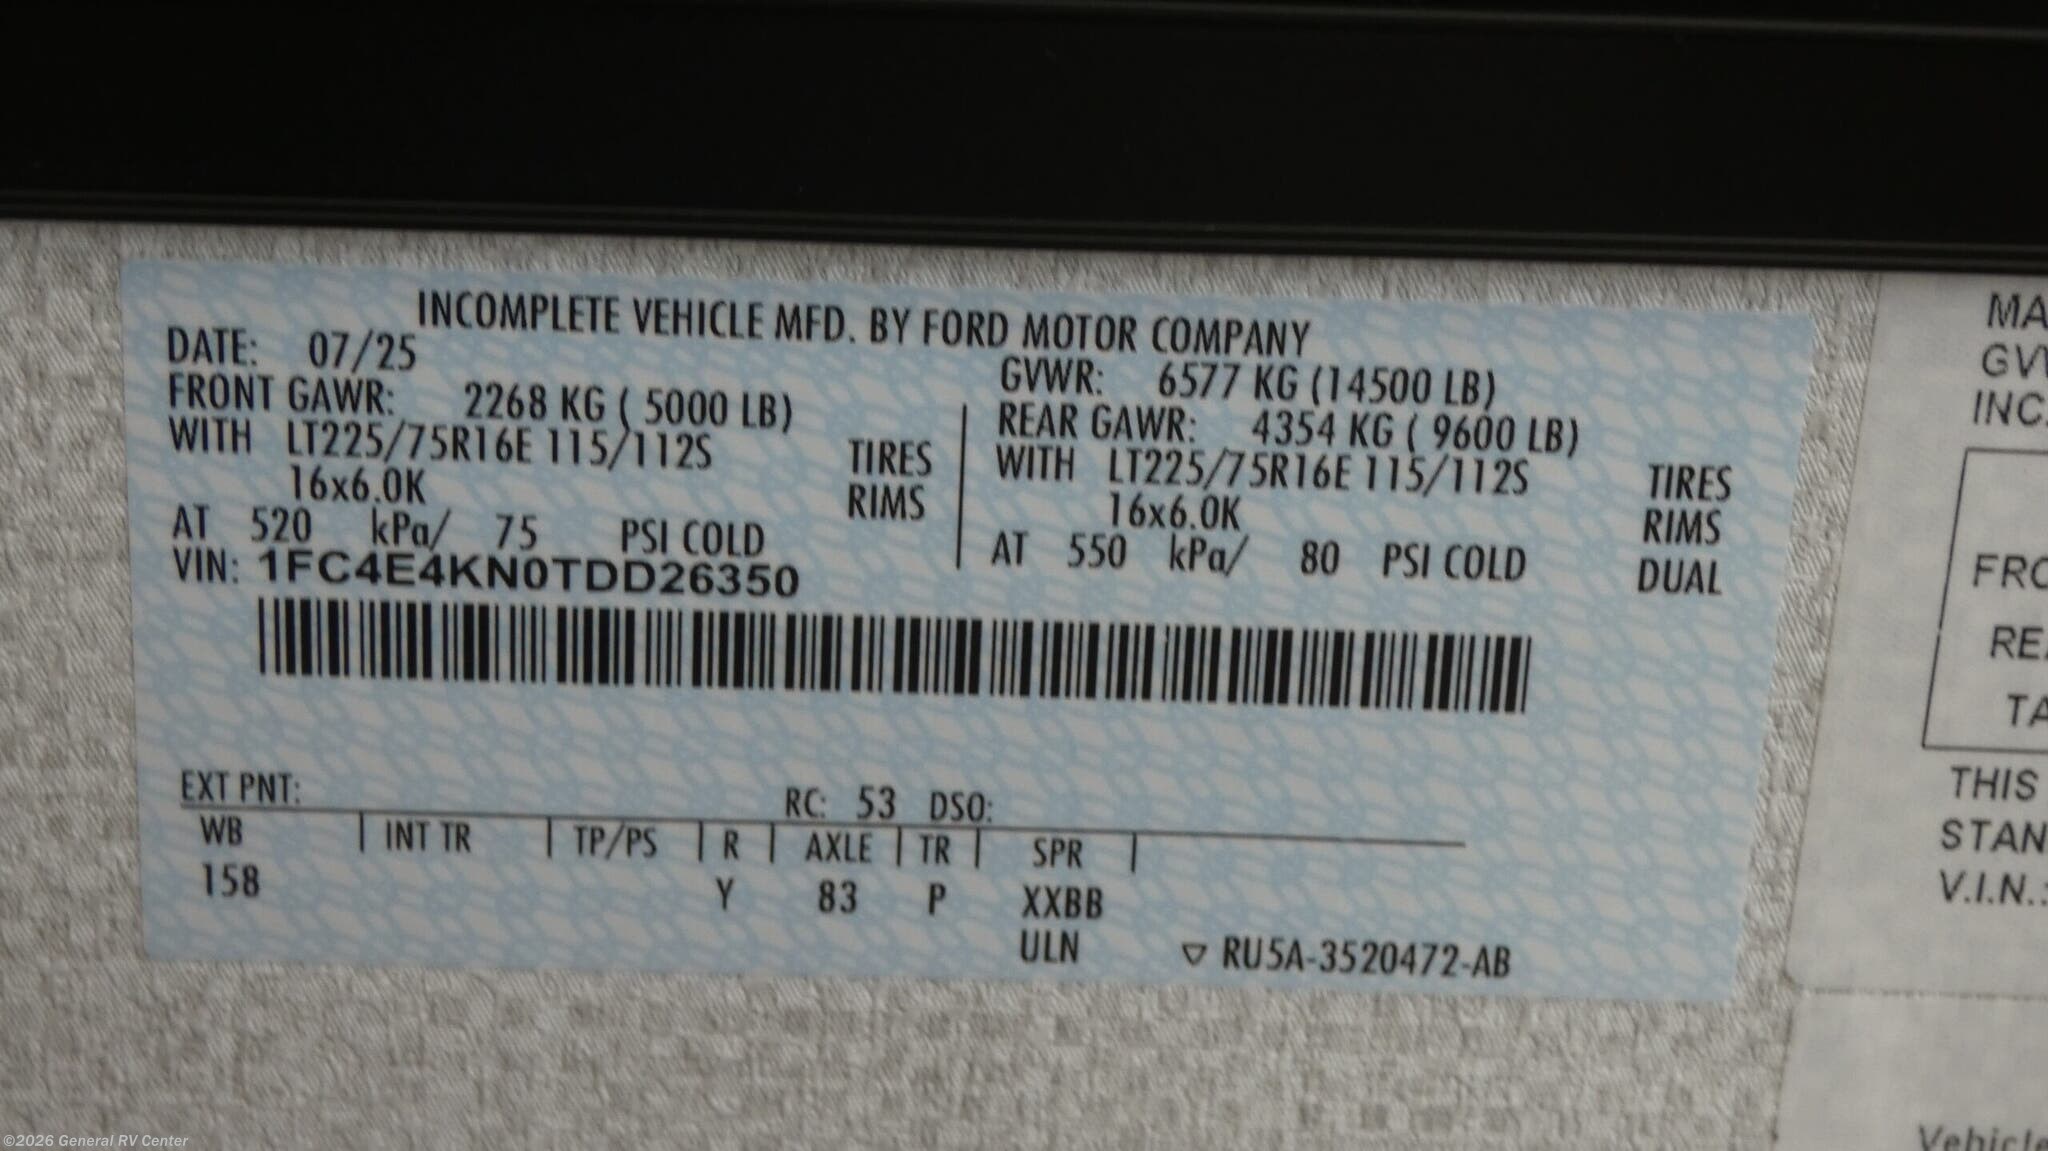 INCOMPLETE VEHICLE MFD. BY FORD MOTOR COMPANY
DATE: 07/25
GVWR: 6577 KG (14500 LB)
FRONT GAWR: 2268 KG ( 5000 LB)
REAR GAWR: 4354 KG ( 9600 LB)
WITH LT225/75R16E 115/112S TIRES
WITH LT225/75R16E 115/112S TIRES
16x6.0K RIMS
16x6.0K RIMS
AT 520 kPa/ 75 PSI COLD
AT 550 kPa/ 80 PSI COLD DUAL
VIN: 1FC4E4KN0TDD26350
EXT PNT: RC: 53 DSO:
WB | INT TR | TP/PS | R | AXLE | TR | SPR |
158 Y 83 P XXBB
ULN ▽ RU5A-3520472-AB
MA
GV
INC.
FRO
RE
TA
THIS
STAN
V.I.N.:
Vehicle
©2026 General RV Center